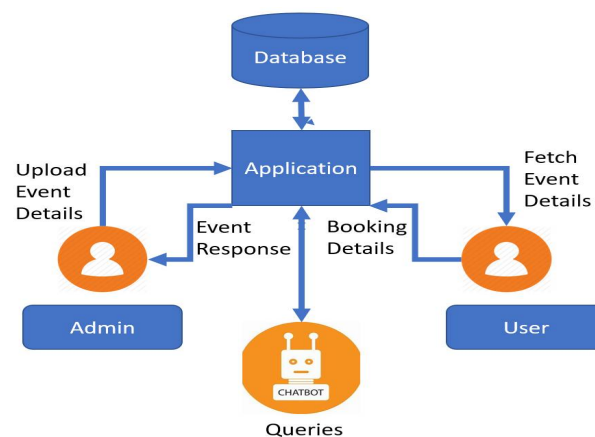 Database
Application
Upload
Event
Details
Fetch
Event
Details
Event
Response
Booking
Details
Admin
User
CHATBOT
Queries